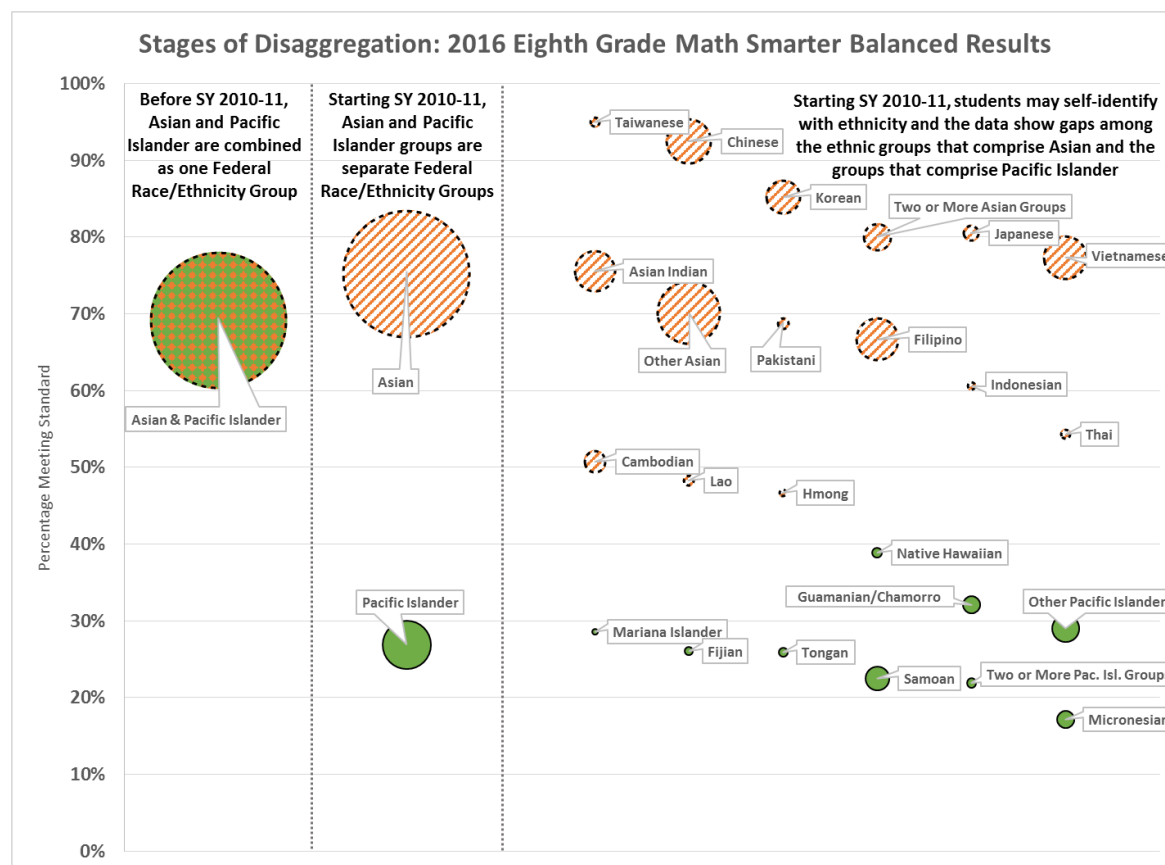 Stages of Disaggregation: 2016 Eighth Grade Math Smarter Balanced Results
Percentage Meeting Standard
100%
90%
80%
70%
60%
50%
40%
30%
20%
10%
0%
Before SY 2010-11,
Asian and Pacific
Islander are combined
as one Federal
Race/Ethnicity Group
Starting SY 2010-11,
Asian and Pacific
Islander groups are
separate Federal
Race/Ethnicity Groups
Starting SY 2010-11, students may self-identify
with ethnicity and the data show gaps among
the ethnic groups that comprise Asian and the
groups that comprise Pacific Islander
Asian & Pacific Islander
Asian
Pacific Islander
Taiwanese
Chinese
Korean
Two or More Asian Groups
Japanese
Vietnamese
Asian Indian
Other Asian
Pakistani
Filipino
Indonesian
Thai
Cambodian
Lao
Hmong
Native Hawaiian
Guamanian/Chamorro
Other Pacific Islander
Mariana Islander
Fijian
Tongan
Samoan
Two or More Pac. Isl. Groups
Micronesian